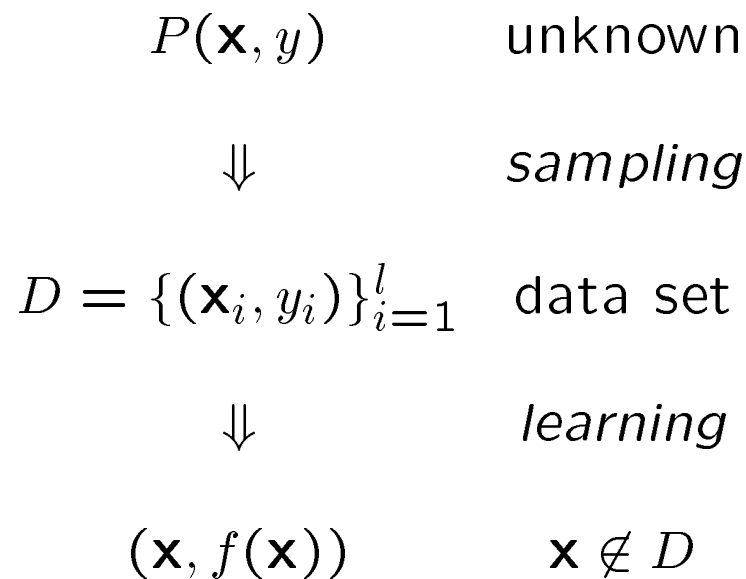 P(x, y) unknown
⇓ sampling
D = {(x_i, y_i)}_{i=1}^l data set
⇓ learning
(x, f(x)) x ∉ D